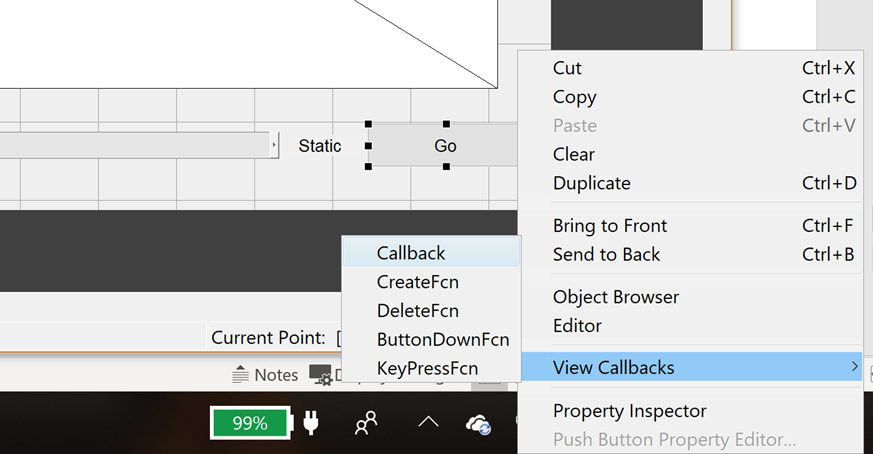 Cut Ctrl+X
Copy Ctrl+C
Paste Ctrl+V
Clear
Duplicate Ctrl+D
Bring to Front Ctrl+F
Send to Back Ctrl+B
Object Browser
Editor
View Callbacks
Property Inspector
Push Button Property Editor...
Static
Go
Callback
CreateFcn
DeleteFcn
ButtonDownFcn
KeyPressFcn
Current Point: [
Notes
99%